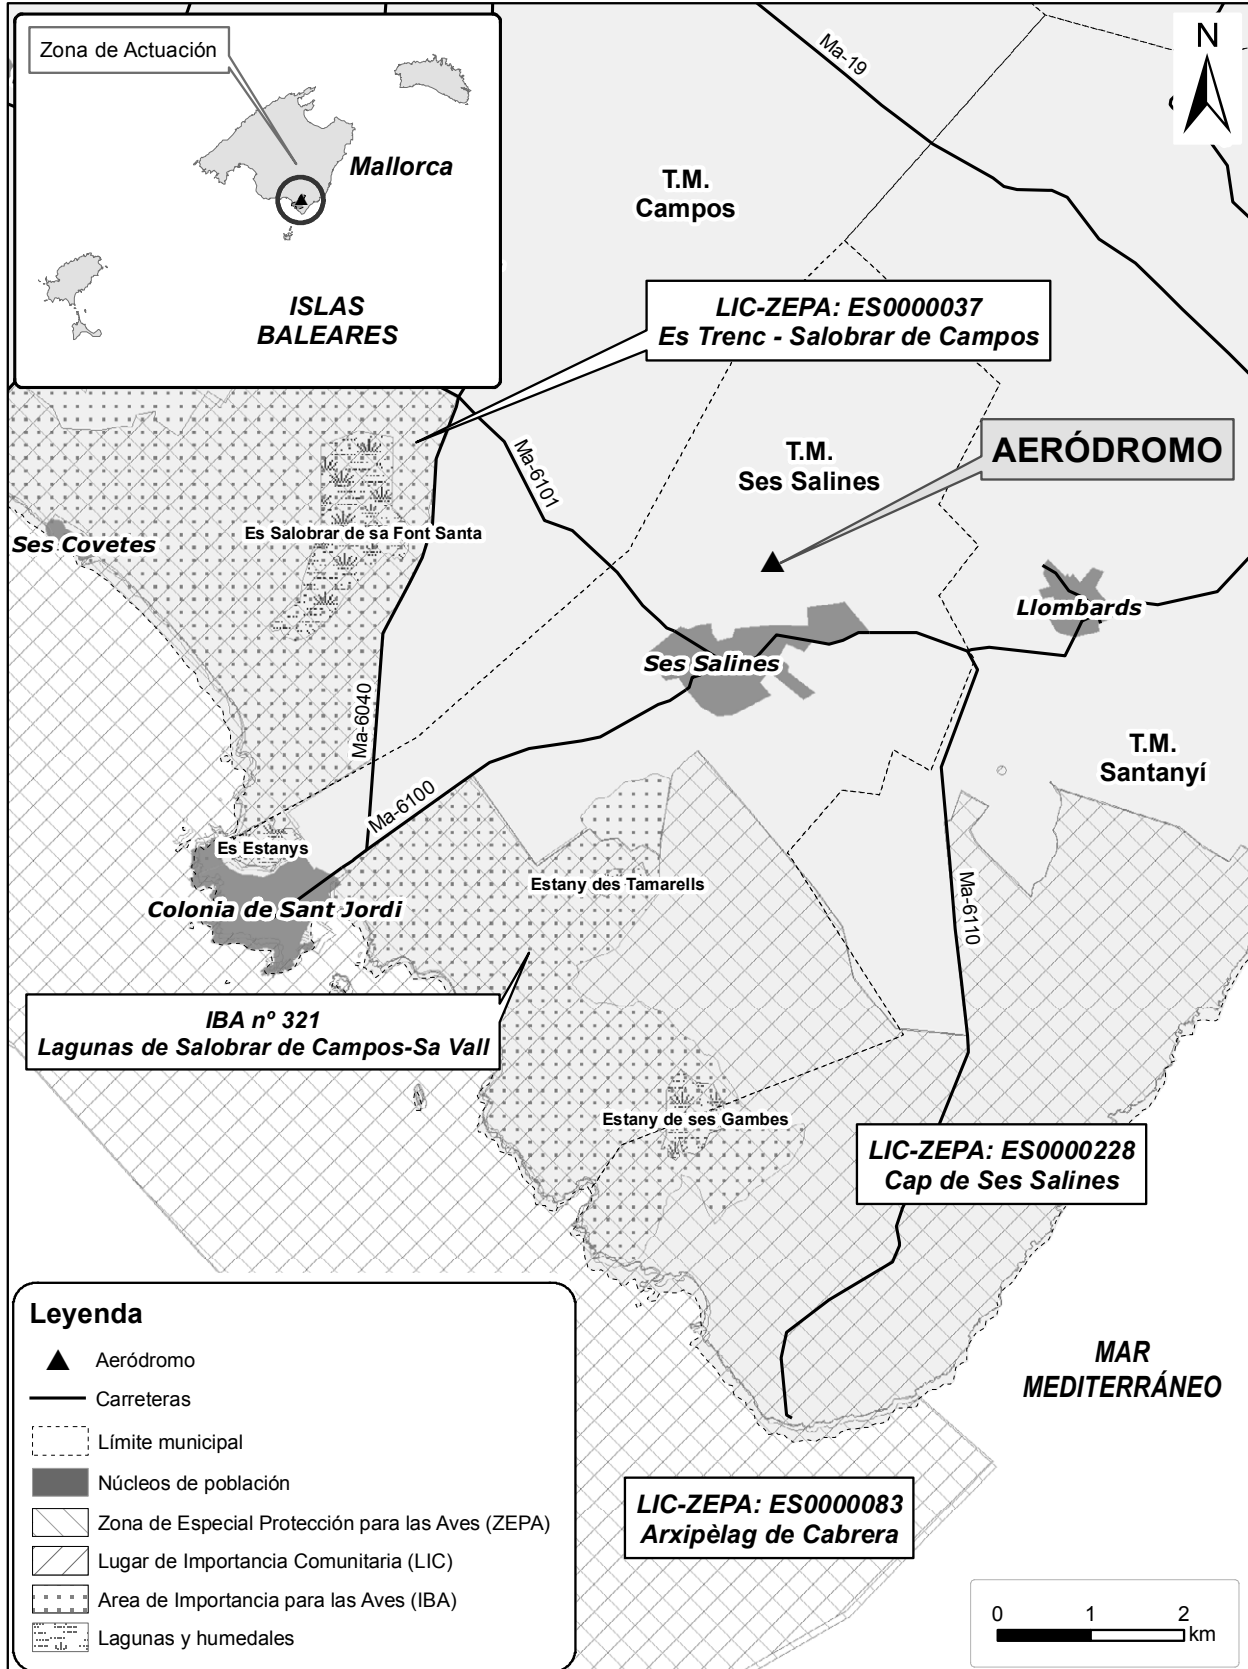 Zona de Actuación
Mallorca
ISLAS
BALEARES
N
Ma-19
T.M.
Campos
LIC-ZEPA: ES0000037
Es Trenc - Salobrar de Campos
AERÓDROMO
T.M.
Ses Salines
Ma-6101
Es Salobrar de sa Font Santa
Ses Covetes
Llombards
Ses Salines
Ma-6040
T.M.
Santanyí
Ma-6100
Es Estanys
Estany des Tamarells
Colonia de Sant Jordi
Ma-6110
IBA nº 321
Lagunas de Salobrar de Campos-Sa Vall
Estany de ses Gambes
LIC-ZEPA: ES0000228
Cap de Ses Salines
MAR
MEDITERRÁNEO
LIC-ZEPA: ES0000083
Arxipèlag de Cabrera
Leyenda
Aeródromo
Carreteras
Límite municipal
Núcleos de población
Zona de Especial Protección para las Aves (ZEPA)
Lugar de Importancia Comunitaria (LIC)
Area de Importancia para las Aves (IBA)
Lagunas y humedales
0 1 2
km